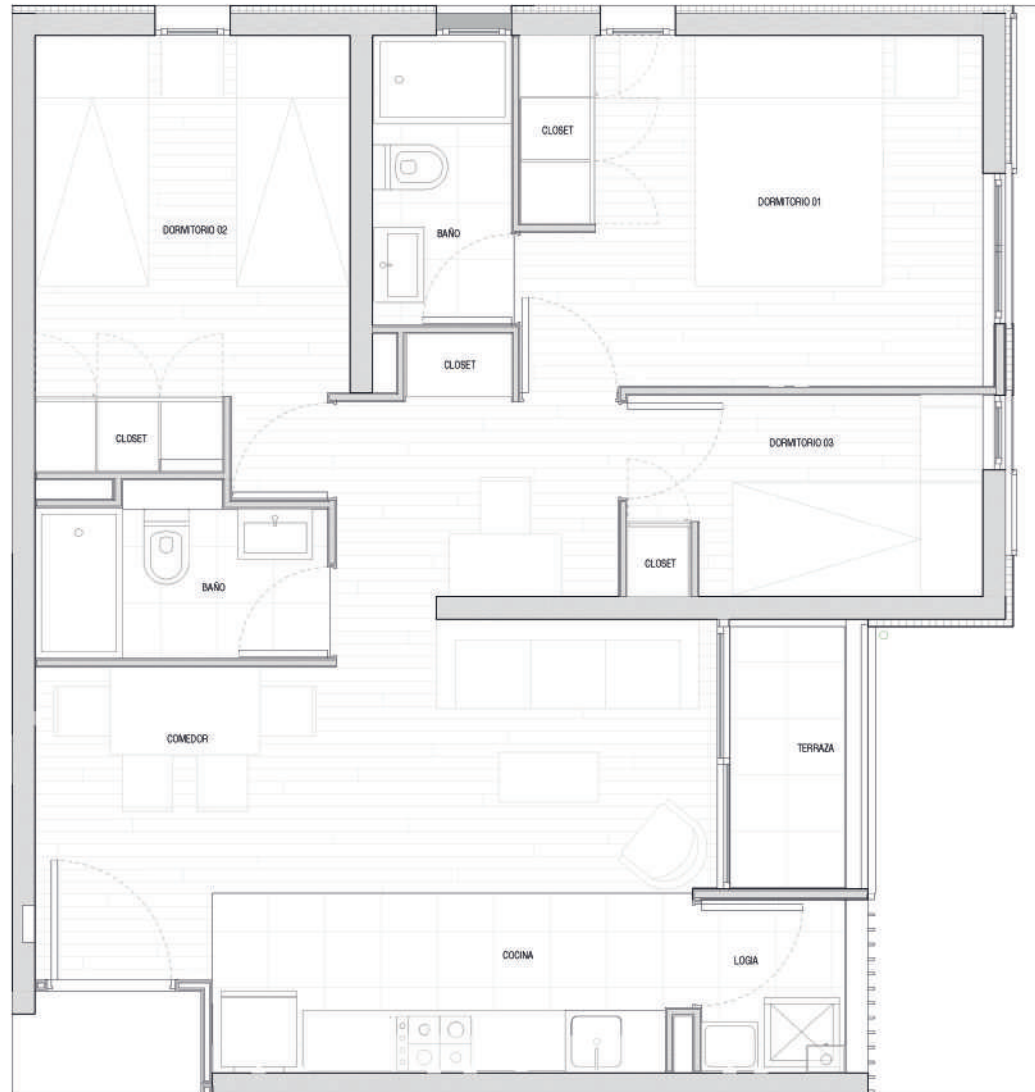 CLOSET
DORMITORIO 01
DORMITORIO 02
BAÑO
CLOSET
CLOSET
DORMITORIO 03
CLOSET
BAÑO
COMEDOR
TERRAZA
COCINA
LOGIA